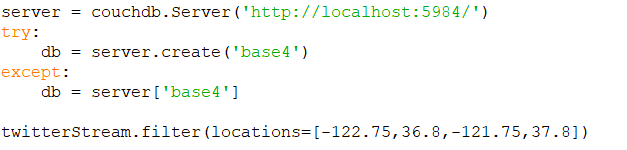 server = couchdb.Server('http://localhost:5984/')
try:
    db = server.create('base4')
except:
    db = server['base4']

twitterStream.filter(locations=[-122.75,36.8,-121.75,37.8])